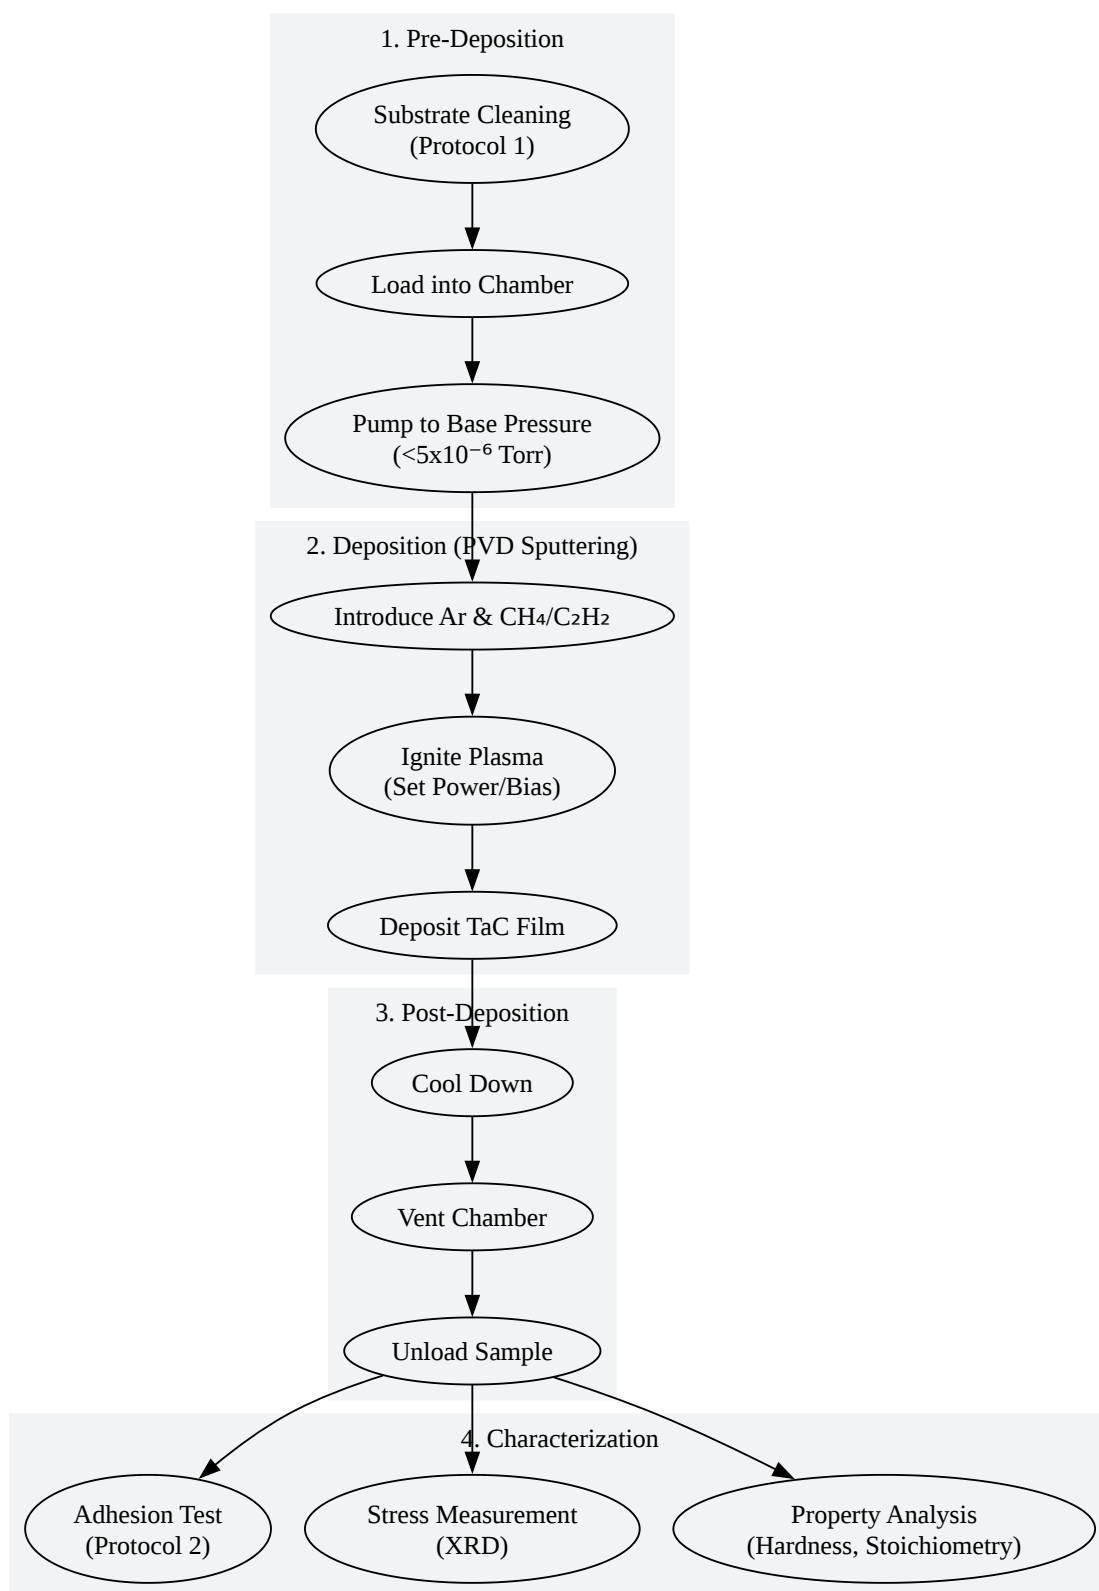 1. Pre-Deposition
Substrate Cleaning
(Protocol 1)
Load into Chamber
Pump to Base Pressure
(<5x10⁻⁶ Torr)
2. Deposition (PVD Sputtering)
Introduce Ar & CH₄/C₂H₂
Ignite Plasma
(Set Power/Bias)
Deposit TaC Film
3. Post-Deposition
Cool Down
Vent Chamber
Unload Sample
4. Characterization
Adhesion Test
(Protocol 2)
Stress Measurement
(XRD)
Property Analysis
(Hardness, Stoichiometry)